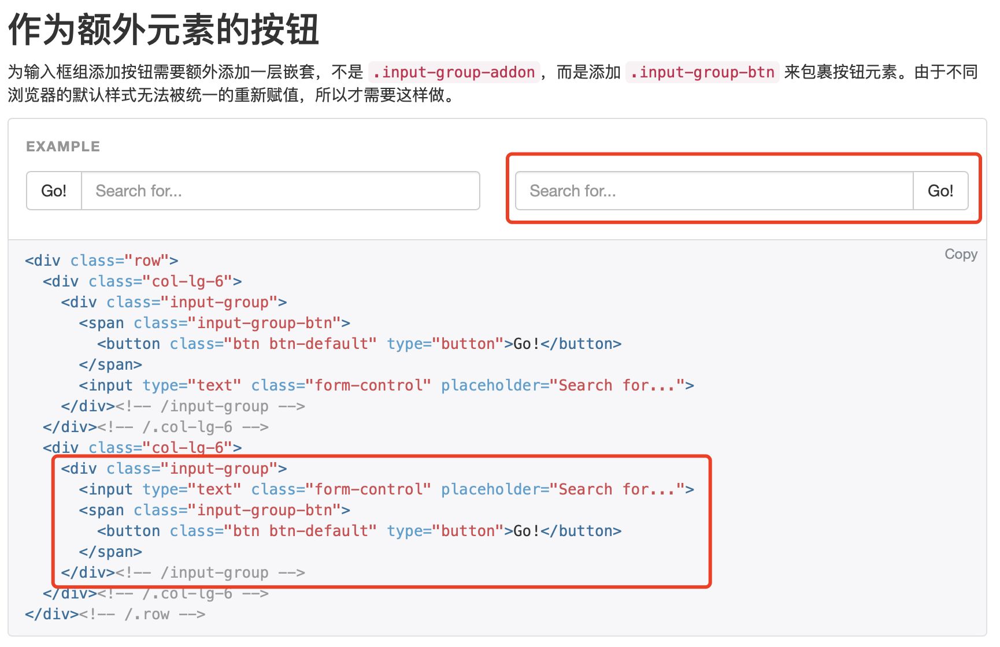 作为额外元素的按钮
为输入框组添加按钮需要额外添加一层嵌套，不是 .input-group-addon，而是添加 .input-group-btn 来包裹按钮元素。由于不同
浏览器的默认样式无法被统一的重新赋值，所以才需要这样做。
EXAMPLE
Go! Search for... Search for... Go!
Copy
<div class="row">
  <div class="col-lg-6">
    <div class="input-group">
      <span class="input-group-btn">
        <button class="btn btn-default" type="button">Go!</button>
      </span>
      <input type="text" class="form-control" placeholder="Search for...">
    </div><!-- /input-group -->
  </div><!-- /.col-lg-6 -->
  <div class="col-lg-6">
    <div class="input-group">
      <input type="text" class="form-control" placeholder="Search for...">
      <span class="input-group-btn">
        <button class="btn btn-default" type="button">Go!</button>
      </span>
    </div><!-- /input-group -->
  </div><!-- /.col-lg-6 -->
</div><!-- /.row -->